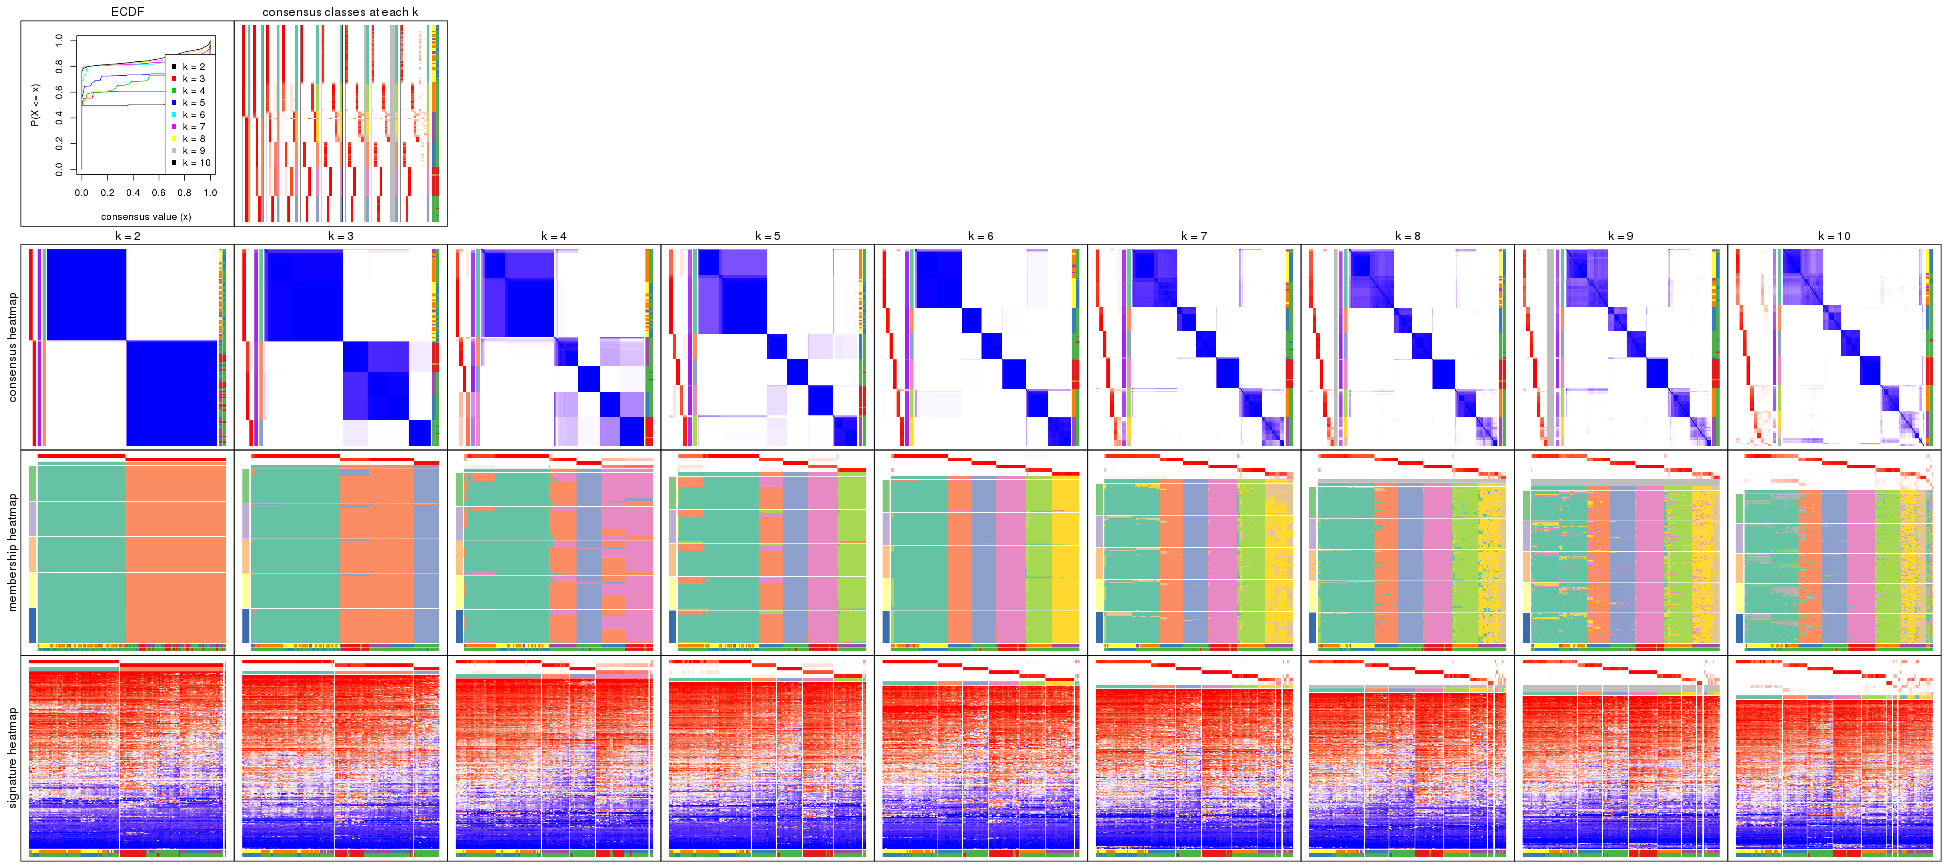 ECDF
consensus classes at each k
P(X <= x)
0.0 0.2 0.4 0.6 0.8 1.0
k = 2
k = 3
k = 4
k = 5
k = 6
k = 7
k = 8
k = 9
k = 10
0.0 0.2 0.4 0.6 0.8 1.0
consensus value (x)
k = 2 k = 3 k = 4 k = 5 k = 6 k = 7 k = 8 k = 9 k = 10
consensus heatmap
membership heatmap
signature heatmap